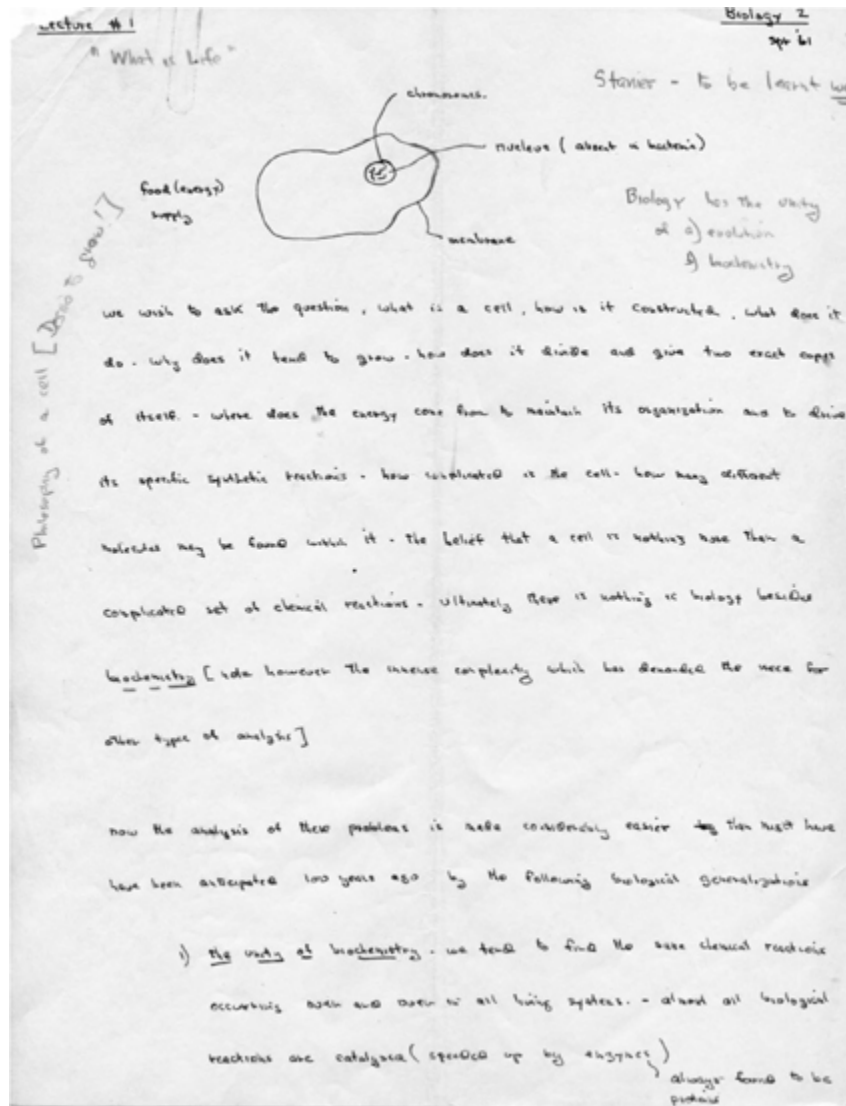 Lecture #1
Biology 2
Spr '61
"What is Life"
Stanier - to be learnt
chromosomes.
nucleus (absent in bacteria)
food (energy)
supply
membrane
Biology has the unity
of a) evolution
b) biochemistry
Philosophy of a cell [Desire to grow!]
we wish to ask the question, what is a cell, how is it constructed, what does it
do - why does it tend to grow - how does it divide and give two exact copys
of itself. - where does the energy come from to maintain its organization and to drive
its specific synthetic reactions - how complicated is the cell - how many different
molecules may be found within it - The belief that a cell is nothing more than a
complicated set of chemical reactions - Ultimately there is nothing in biology besides
biochemistry [note however the immense complexity which has demanded the need for
other types of analysis]
now the analysis of these problems is made considerably easier than might have
have been anticipated 100 years ago by the following biological generalizations
1) the unity of biochemistry - we tend to find the same chemical reactions
occurring over and over in all living systems. - almost all biological
reactions are catalyzed (speeded up by enzymes)
always found to be
proteins